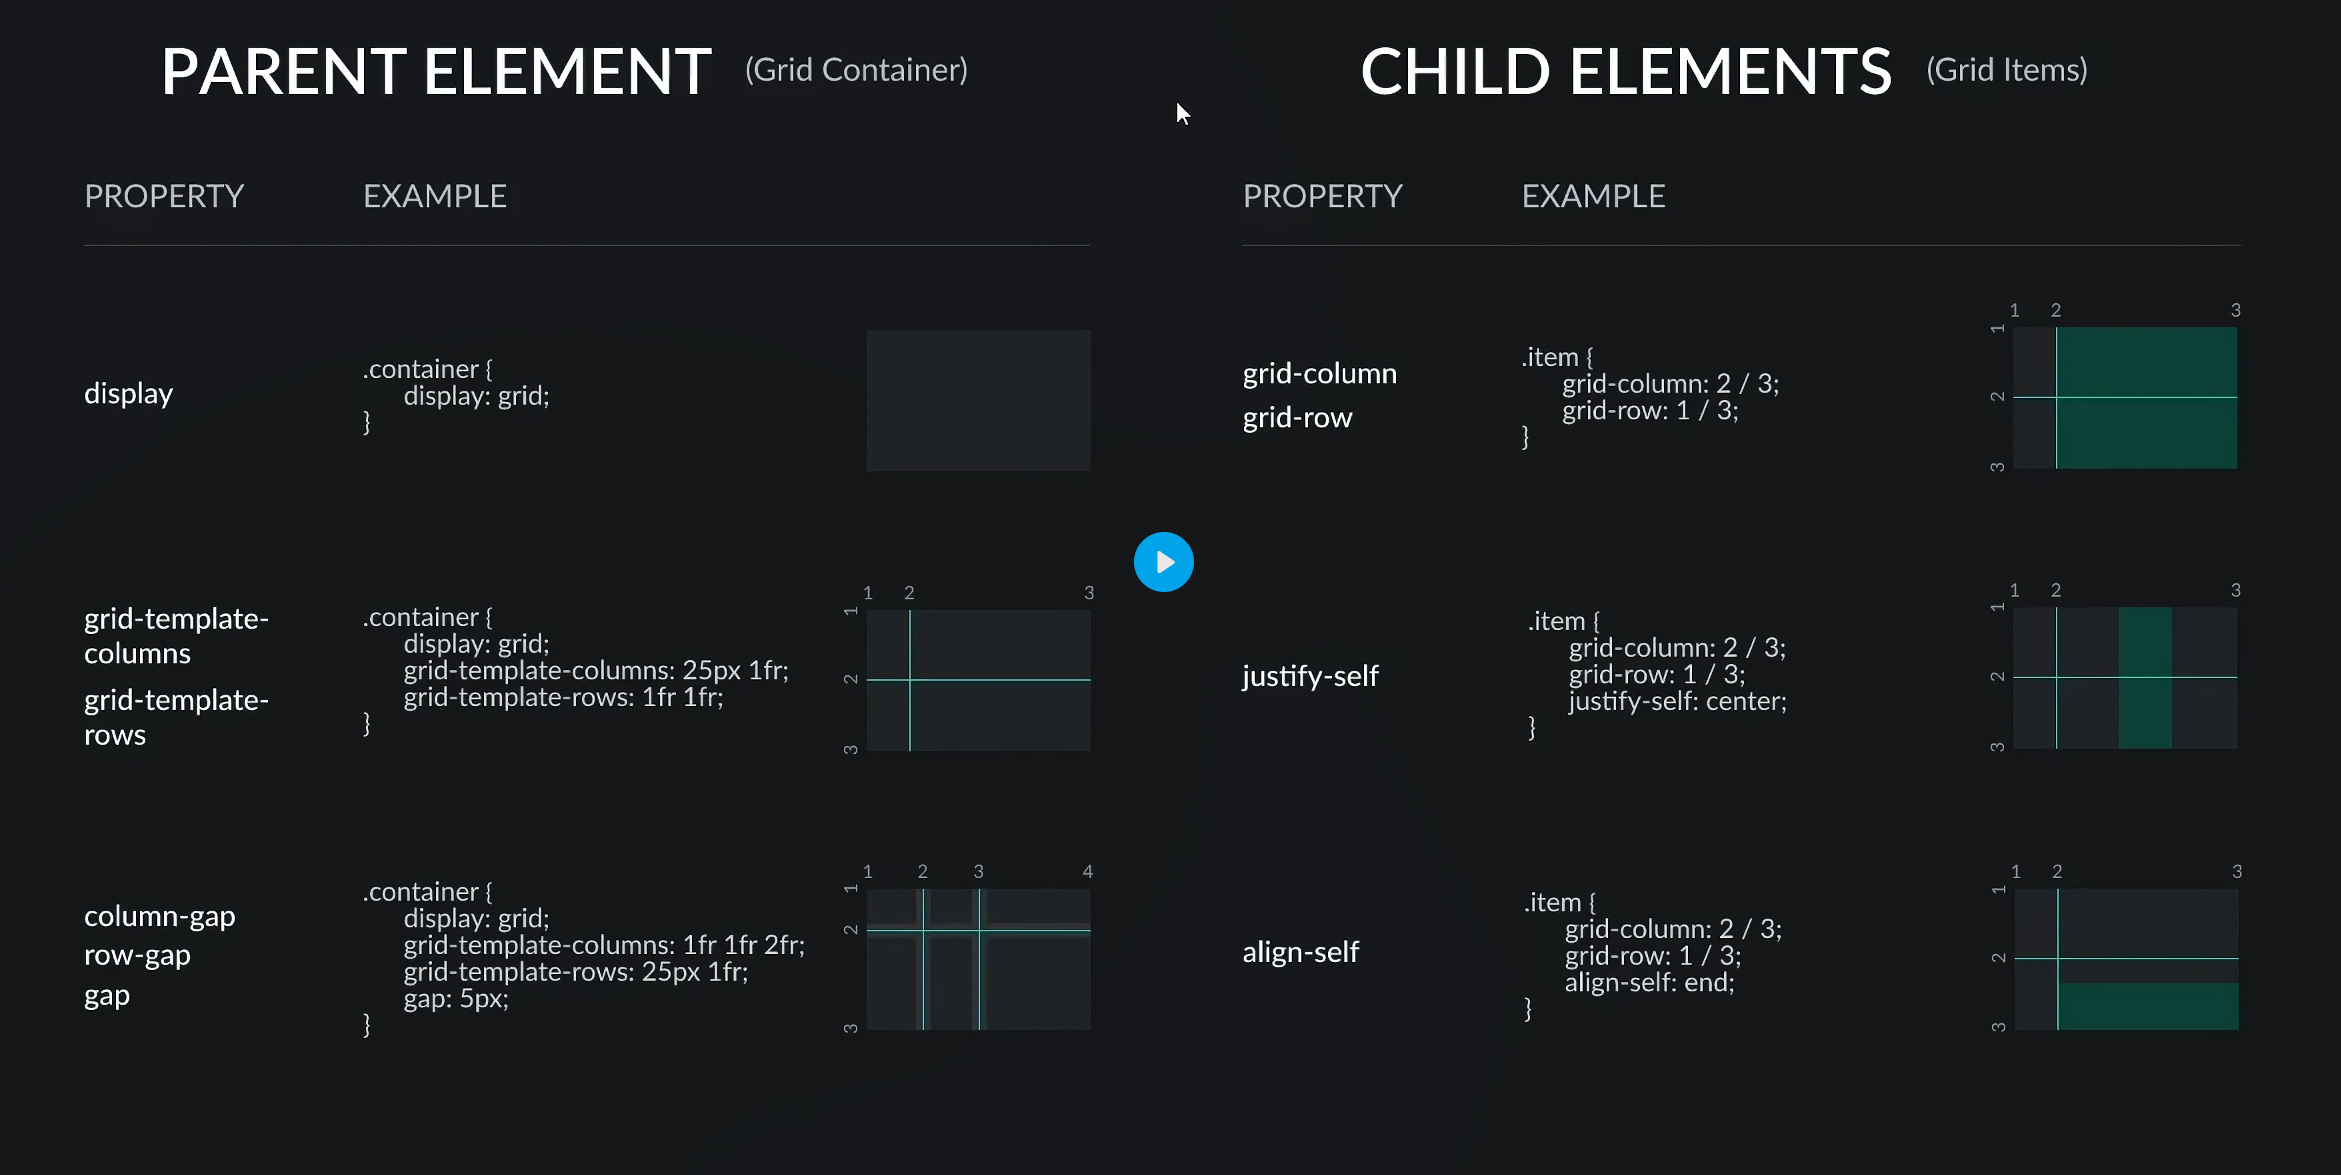 PARENT ELEMENT (Grid Container)
PROPERTY EXAMPLE
display
.container {
display: grid;
}
grid-template-
columns
grid-template-
rows
.container {
display: grid;
grid-template-columns: 25px 1fr;
grid-template-rows: 1fr 1fr;
}
1 2 3
1
2
3
column-gap
row-gap
gap
.container {
display: grid;
grid-template-columns: 1fr 1fr 2fr;
grid-template-rows: 25px 1fr;
gap: 5px;
}
1 2 3 4
1
2
3
CHILD ELEMENTS (Grid Items)
PROPERTY EXAMPLE
grid-column
grid-row
.item {
grid-column: 2 / 3;
grid-row: 1 / 3;
}
1 2 3
1
2
3
justify-self
.item {
grid-column: 2 / 3;
grid-row: 1 / 3;
justify-self: center;
}
1 2 3
1
2
3
align-self
.item {
grid-column: 2 / 3;
grid-row: 1 / 3;
align-self: end;
}
1 2 3
1
2
3